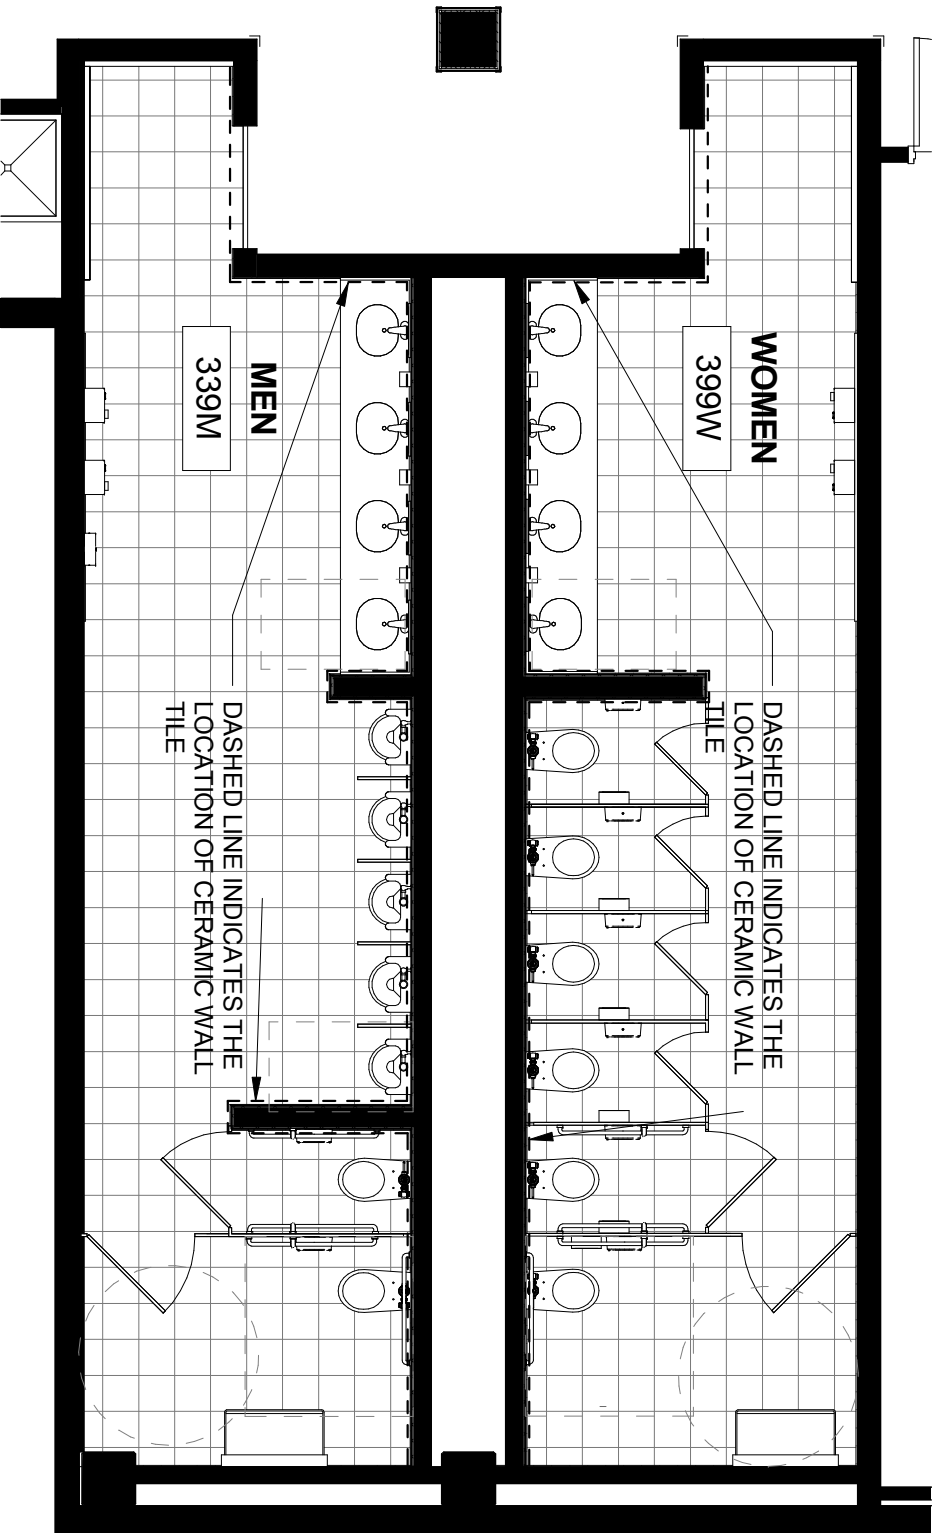 WOMEN
399W
DASHED LINE INDICATES THE
LOCATION OF CERAMIC WALL
TILE
MEN
339M
DASHED LINE INDICATES THE
LOCATION OF CERAMIC WALL
TILE